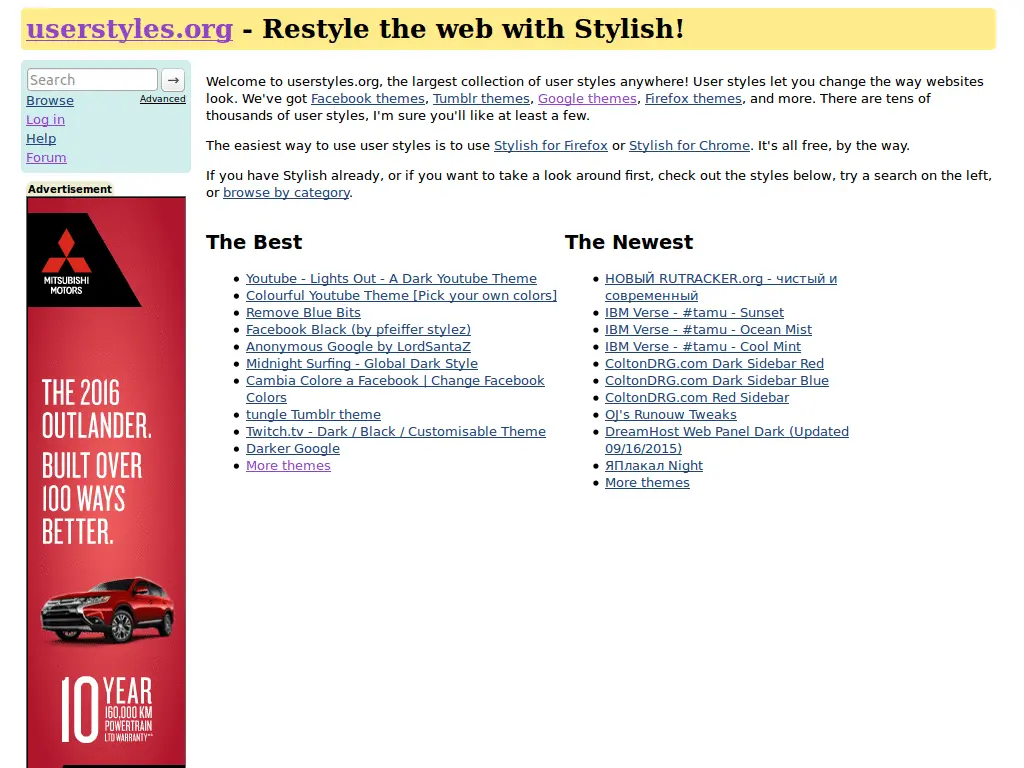 userstyles.org - Restyle the web with Stylish!
Search
→
Browse
Advanced
Log in
Help
Forum
Advertisement
MITSUBISHI
MOTORS
THE 2016
OUTLANDER.
BUILT OVER
100 WAYS
BETTER.
10 YEAR
160,000 KM
POWERTRAIN
LTD WARRANTY**
Welcome to userstyles.org, the largest collection of user styles anywhere! User styles let you change the way websites
look. We've got Facebook themes, Tumblr themes, Google themes, Firefox themes, and more. There are tens of
thousands of user styles, I'm sure you'll like at least a few.
The easiest way to use user styles is to use Stylish for Firefox or Stylish for Chrome. It's all free, by the way.
If you have Stylish already, or if you want to take a look around first, check out the styles below, try a search on the left,
or browse by category.
The Best
Youtube - Lights Out - A Dark Youtube Theme
Colourful Youtube Theme [Pick your own colors]
Remove Blue Bits
Facebook Black (by pfeiffer stylez)
Anonymous Google by LordSantaZ
Midnight Surfing - Global Dark Style
Cambia Colore a Facebook | Change Facebook
Colors
tungle Tumblr theme
Twitch.tv - Dark / Black / Customisable Theme
Darker Google
More themes
The Newest
НОВЫЙ RUTRACKER.org - чистый и
современный
IBM Verse - #tamu - Sunset
IBM Verse - #tamu - Ocean Mist
IBM Verse - #tamu - Cool Mint
ColtonDRG.com Dark Sidebar Red
ColtonDRG.com Dark Sidebar Blue
ColtonDRG.com Red Sidebar
OJ's Runouw Tweaks
DreamHost Web Panel Dark (Updated
09/16/2015)
ЯПлакал Night
More themes